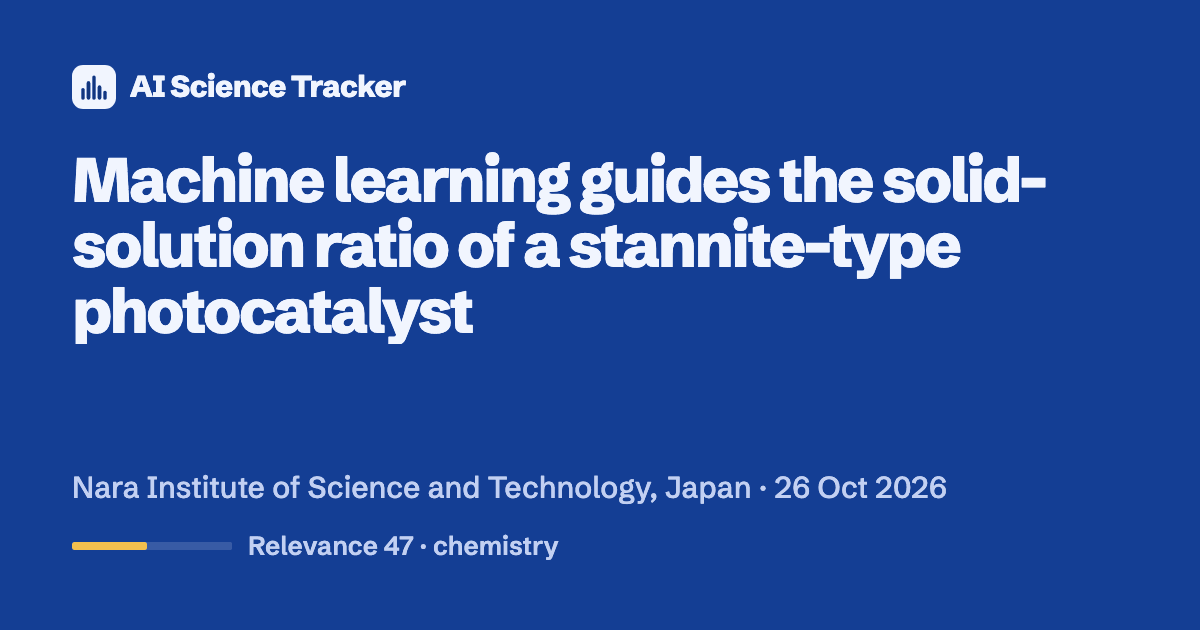 AI Science Tracker
Machine learning guides the solid-
solution ratio of a stannite-type
photocatalyst
Nara Institute of Science and Technology, Japan · 26 Oct 2026
Relevance 47 · chemistry